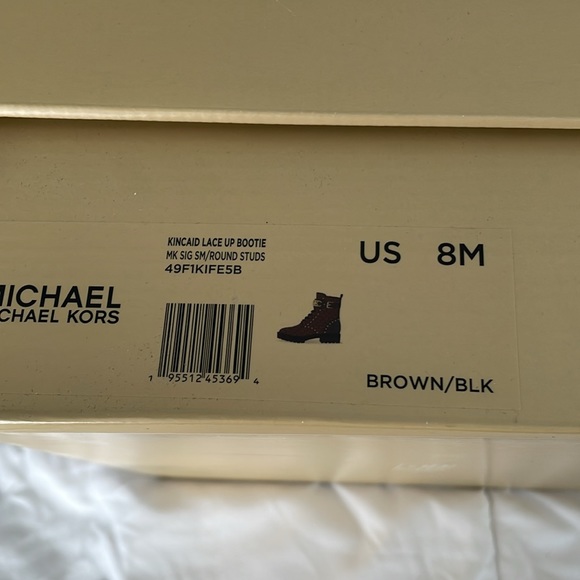 KINCAID LACE UP BOOTIE
MK SIG SM/ROUND STUDS
49F1KIFE5B
US 8M
MICHAEL
MICHAEL KORS
1 95512 45369 4
BROWN/BLK